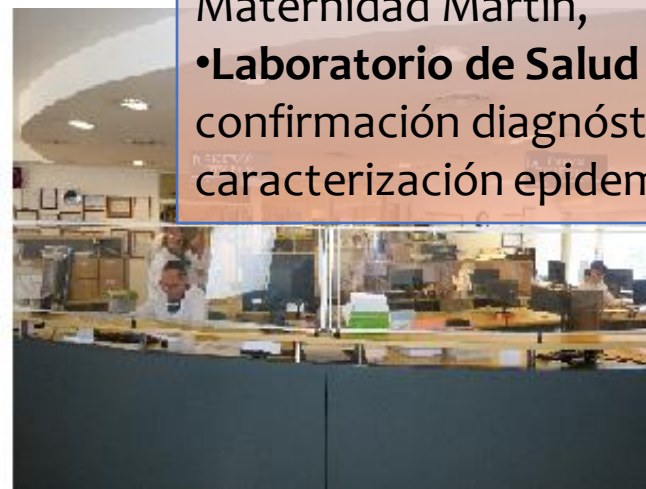 Maternidad Martin,
•Laboratorio de Salud
confirmación diagnóst
caracterización epidem